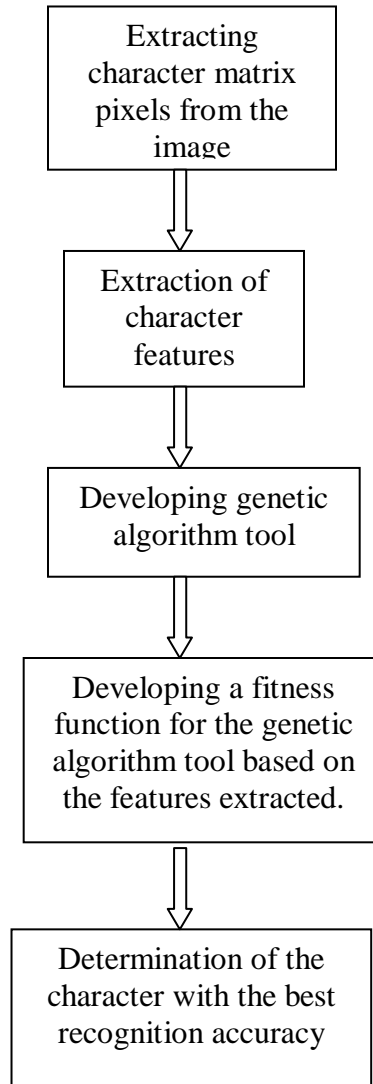 Extracting
character matrix
pixels from the
image
Extraction of
character
features
Developing genetic
algorithm tool
Developing a fitness
function for the genetic
algorithm tool based on
the features extracted.
Determination of the
character with the best
recognition accuracy